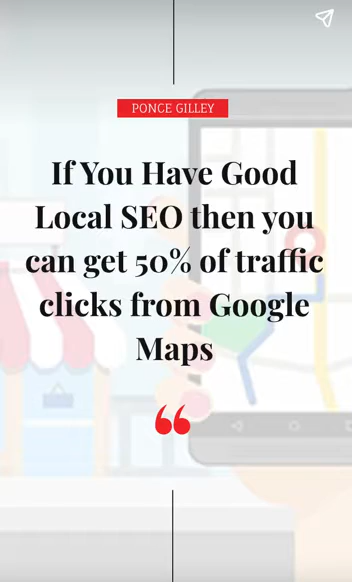 PONCE GILLEY
If You Have Good
Local SEO then you
can get 50% of traffic
clicks from Google
Maps
“